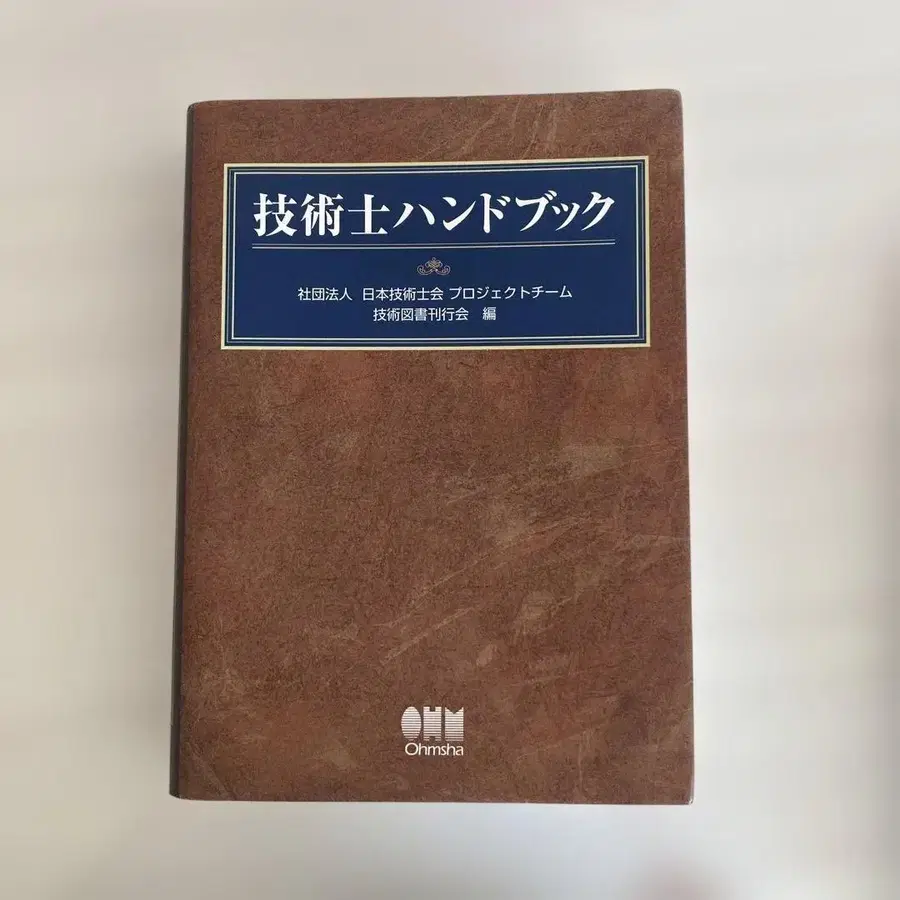 技術士ハンドブック
社団法人 日本技術士会 プロジェクトチーム
技術図書刊行会 編
OHM
Ohmsha